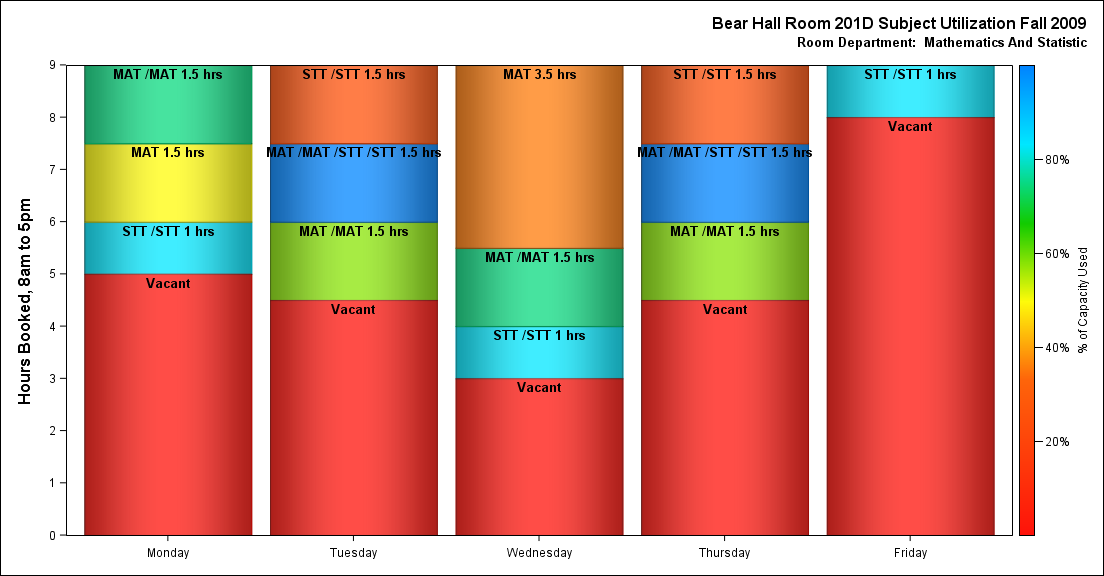 Bear Hall Room 201D Subject Utilization Fall 2009
Room Department:  Mathematics And Statistic
Hours Booked, 8am to 5pm
9
8
7
6
5
4
3
2
1
0
MAT /MAT 1.5 hrs
MAT 1.5 hrs
STT /STT 1 hrs
Vacant
STT /STT 1.5 hrs
MAT /MAT /STT /STT 1.5 hrs
MAT /MAT 1.5 hrs
Vacant
MAT 3.5 hrs
MAT /MAT 1.5 hrs
STT /STT 1 hrs
Vacant
STT /STT 1.5 hrs
MAT /MAT /STT /STT 1.5 hrs
MAT /MAT 1.5 hrs
Vacant
STT /STT 1 hrs
Vacant
Monday
Tuesday
Wednesday
Thursday
Friday
80%
60%
40%
20%
% of Capacity Used